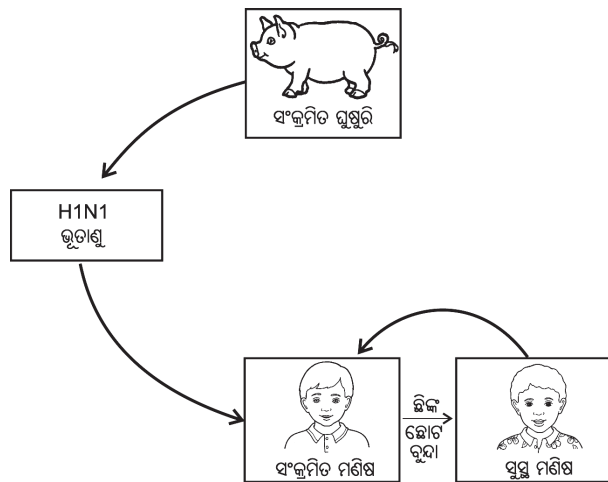 ସଂକ୍ରମିତ ଘୁଷୁରି
H1N1
ଭୂତାଣୁ
ଛିଙ୍କ
ଛୋଟ
ବୁନ୍ଦା
ସଂକ୍ରମିତ ମଣିଷ
ସୁସ୍ଥ ମଣିଷ